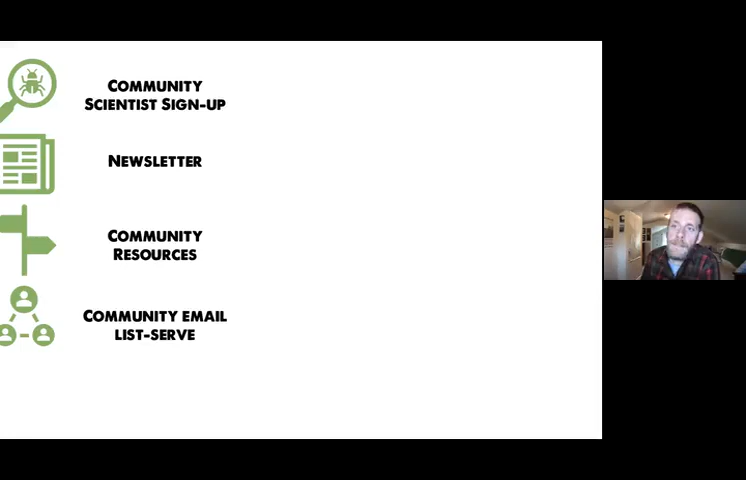 COMMUNITY
SCIENTIST SIGN-UP
NEWSLETTER
COMMUNITY
RESOURCES
COMMUNITY EMAIL
LIST-SERVE